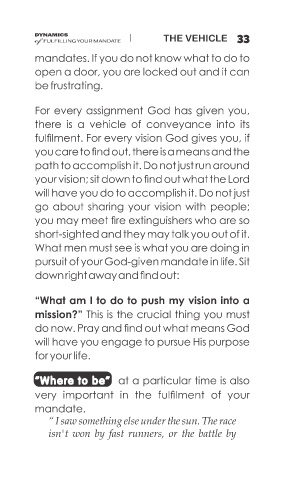 DYNAMICS
of FULFILLING YOUR MANDATE | THE VEHICLE 33
mandates. If you do not know what to do to
open a door, you are locked out and it can
be frustrating.
For every assignment God has given you,
there is a vehicle of conveyance into its
fulfilment. For every vision God gives you, if
you care to find out, there is a means and the
path to accomplish it. Do not just run around
your vision; sit down to find out what the Lord
will have you do to accomplish it. Do not just
go about sharing your vision with people;
you may meet fire extinguishers who are so
short-sighted and they may talk you out of it.
What men must see is what you are doing in
pursuit of your God-given mandate in life. Sit
down right away and find out:
“What am I to do to push my vision into a
mission?” This is the crucial thing you must
do now. Pray and find out what means God
will have you engage to pursue His purpose
for your life.
“Where to be” at a particular time is also
very important in the fulfilment of your
mandate.
“ I saw something else under the sun. The race
isn't won by fast runners, or the battle by